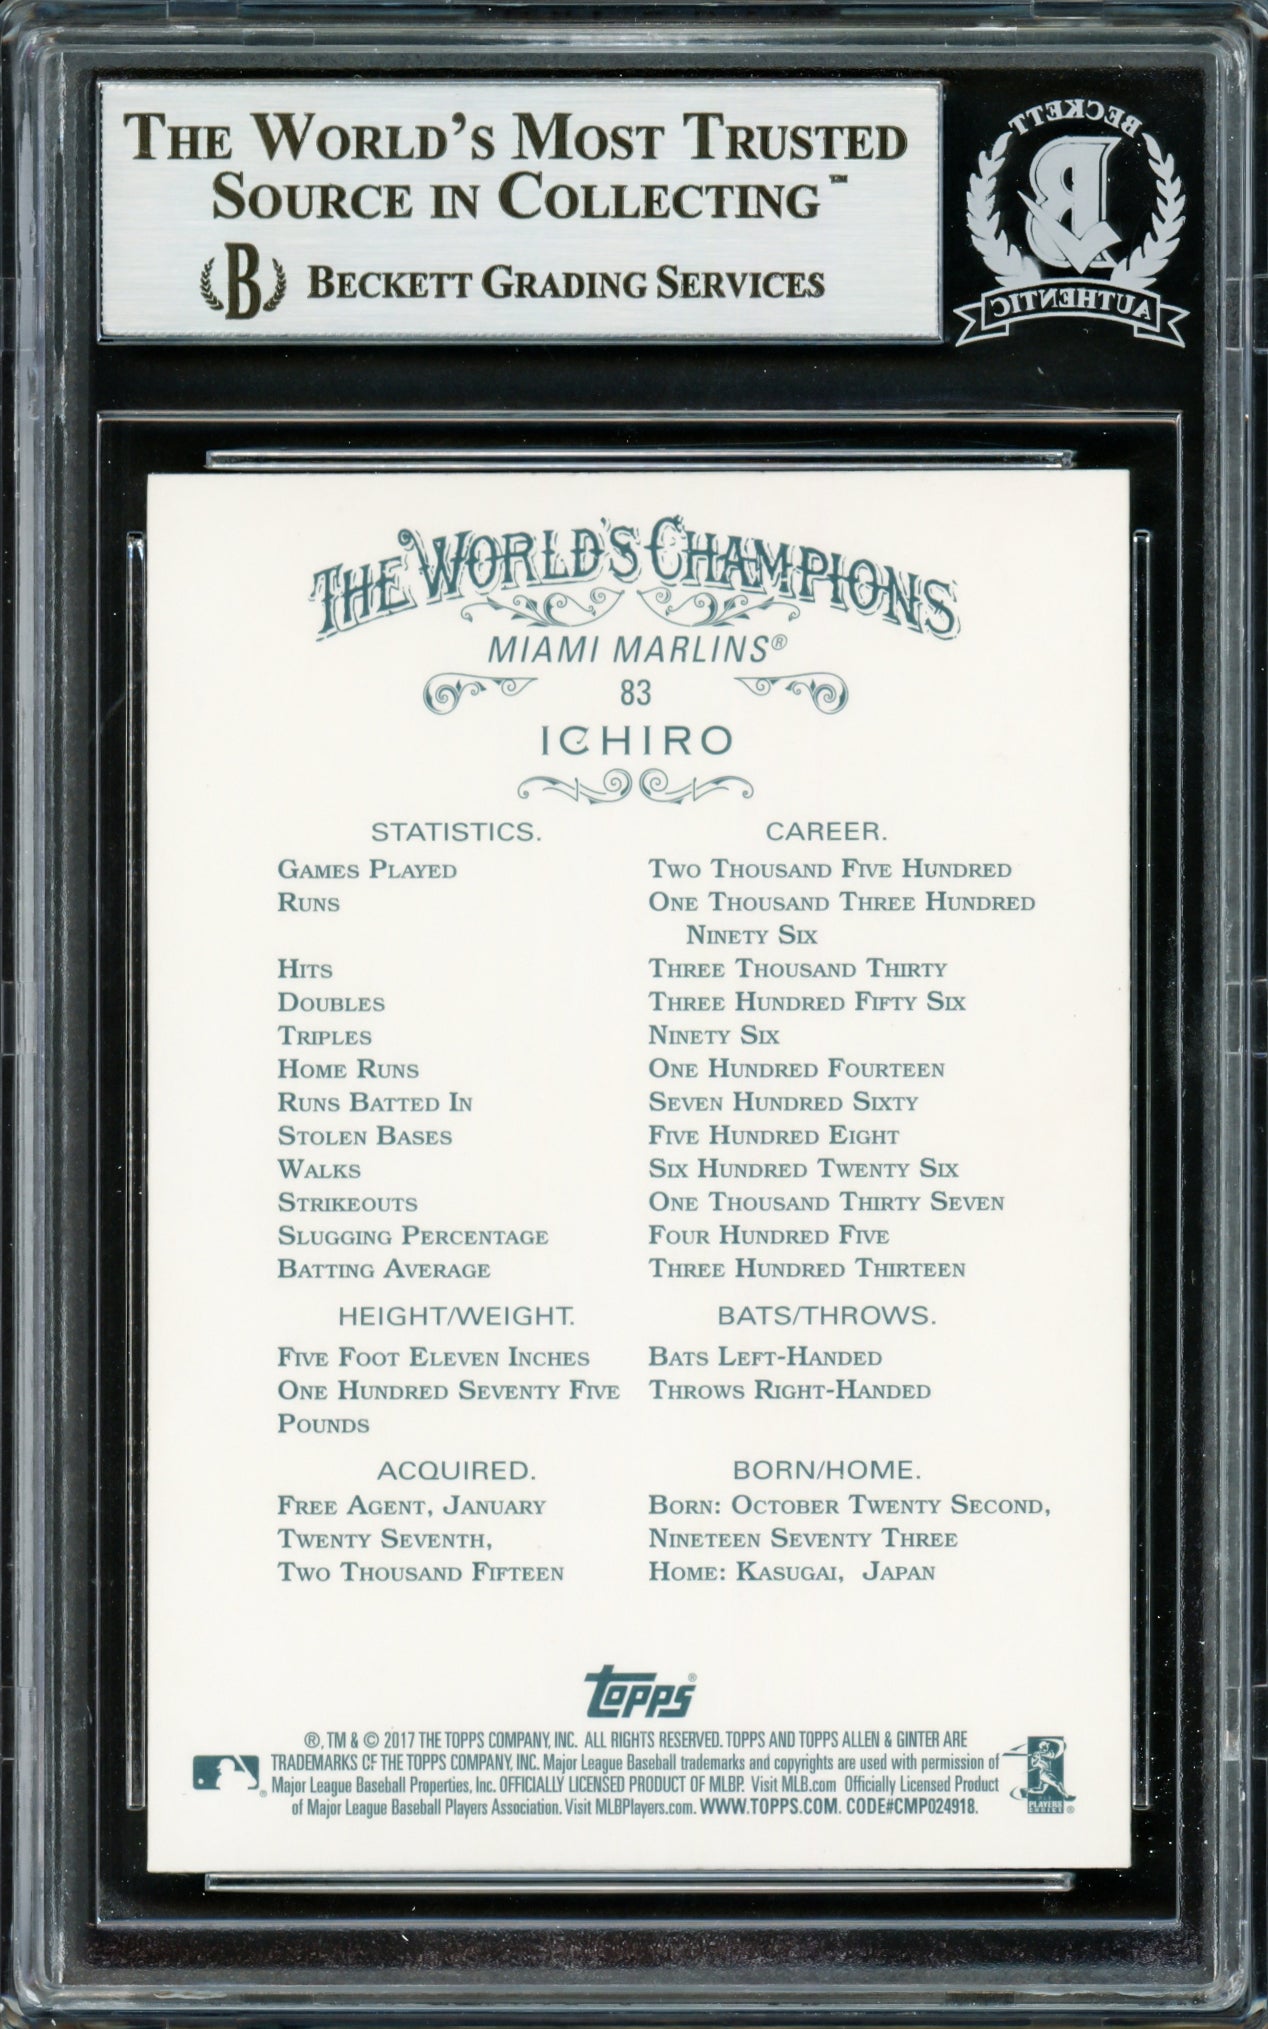 THE WORLD'S MOST TRUSTED
SOURCE IN COLLECTING™
B BECKETT GRADING SERVICES
BECKETT
B
AUTHENTIC
THE WORLD'S CHAMPIONS
MIAMI MARLINS®
83
ICHIRO
STATISTICS. CAREER.
GAMES PLAYED TWO THOUSAND FIVE HUNDRED
RUNS ONE THOUSAND THREE HUNDRED
NINETY SIX
HITS THREE THOUSAND THIRTY
DOUBLES THREE HUNDRED FIFTY SIX
TRIPLES NINETY SIX
HOME RUNS ONE HUNDRED FOURTEEN
RUNS BATTED IN SEVEN HUNDRED SIXTY
STOLEN BASES FIVE HUNDRED EIGHT
WALKS SIX HUNDRED TWENTY SIX
STRIKEOUTS ONE THOUSAND THIRTY SEVEN
SLUGGING PERCENTAGE FOUR HUNDRED FIVE
BATTING AVERAGE THREE HUNDRED THIRTEEN
HEIGHT/WEIGHT. BATS/THROWS.
FIVE FOOT ELEVEN INCHES BATS LEFT-HANDED
ONE HUNDRED SEVENTY FIVE THROWS RIGHT-HANDED
POUNDS
ACQUIRED. BORN/HOME.
FREE AGENT, JANUARY BORN: OCTOBER TWENTY SECOND,
TWENTY SEVENTH, NINETEEN SEVENTY THREE
TWO THOUSAND FIFTEEN HOME: KASUGAI, JAPAN
topps®
®, TM & © 2017 THE TOPPS COMPANY, INC. ALL RIGHTS RESERVED. TOPPS AND TOPPS ALLEN & GINTER ARE
TRADEMARKS OF THE TOPPS COMPANY, INC. Major League Baseball trademarks and copyrights are used with permission of
Major League Baseball Properties, Inc. OFFICIALLY LICENSED PRODUCT OF MLBP. Visit MLB.com Officially Licensed Product
of Major League Baseball Players Association. Visit MLBPlayers.com. WWW.TOPPS.COM. CODE#CMP024918.
PLAYERS
CHOICE®